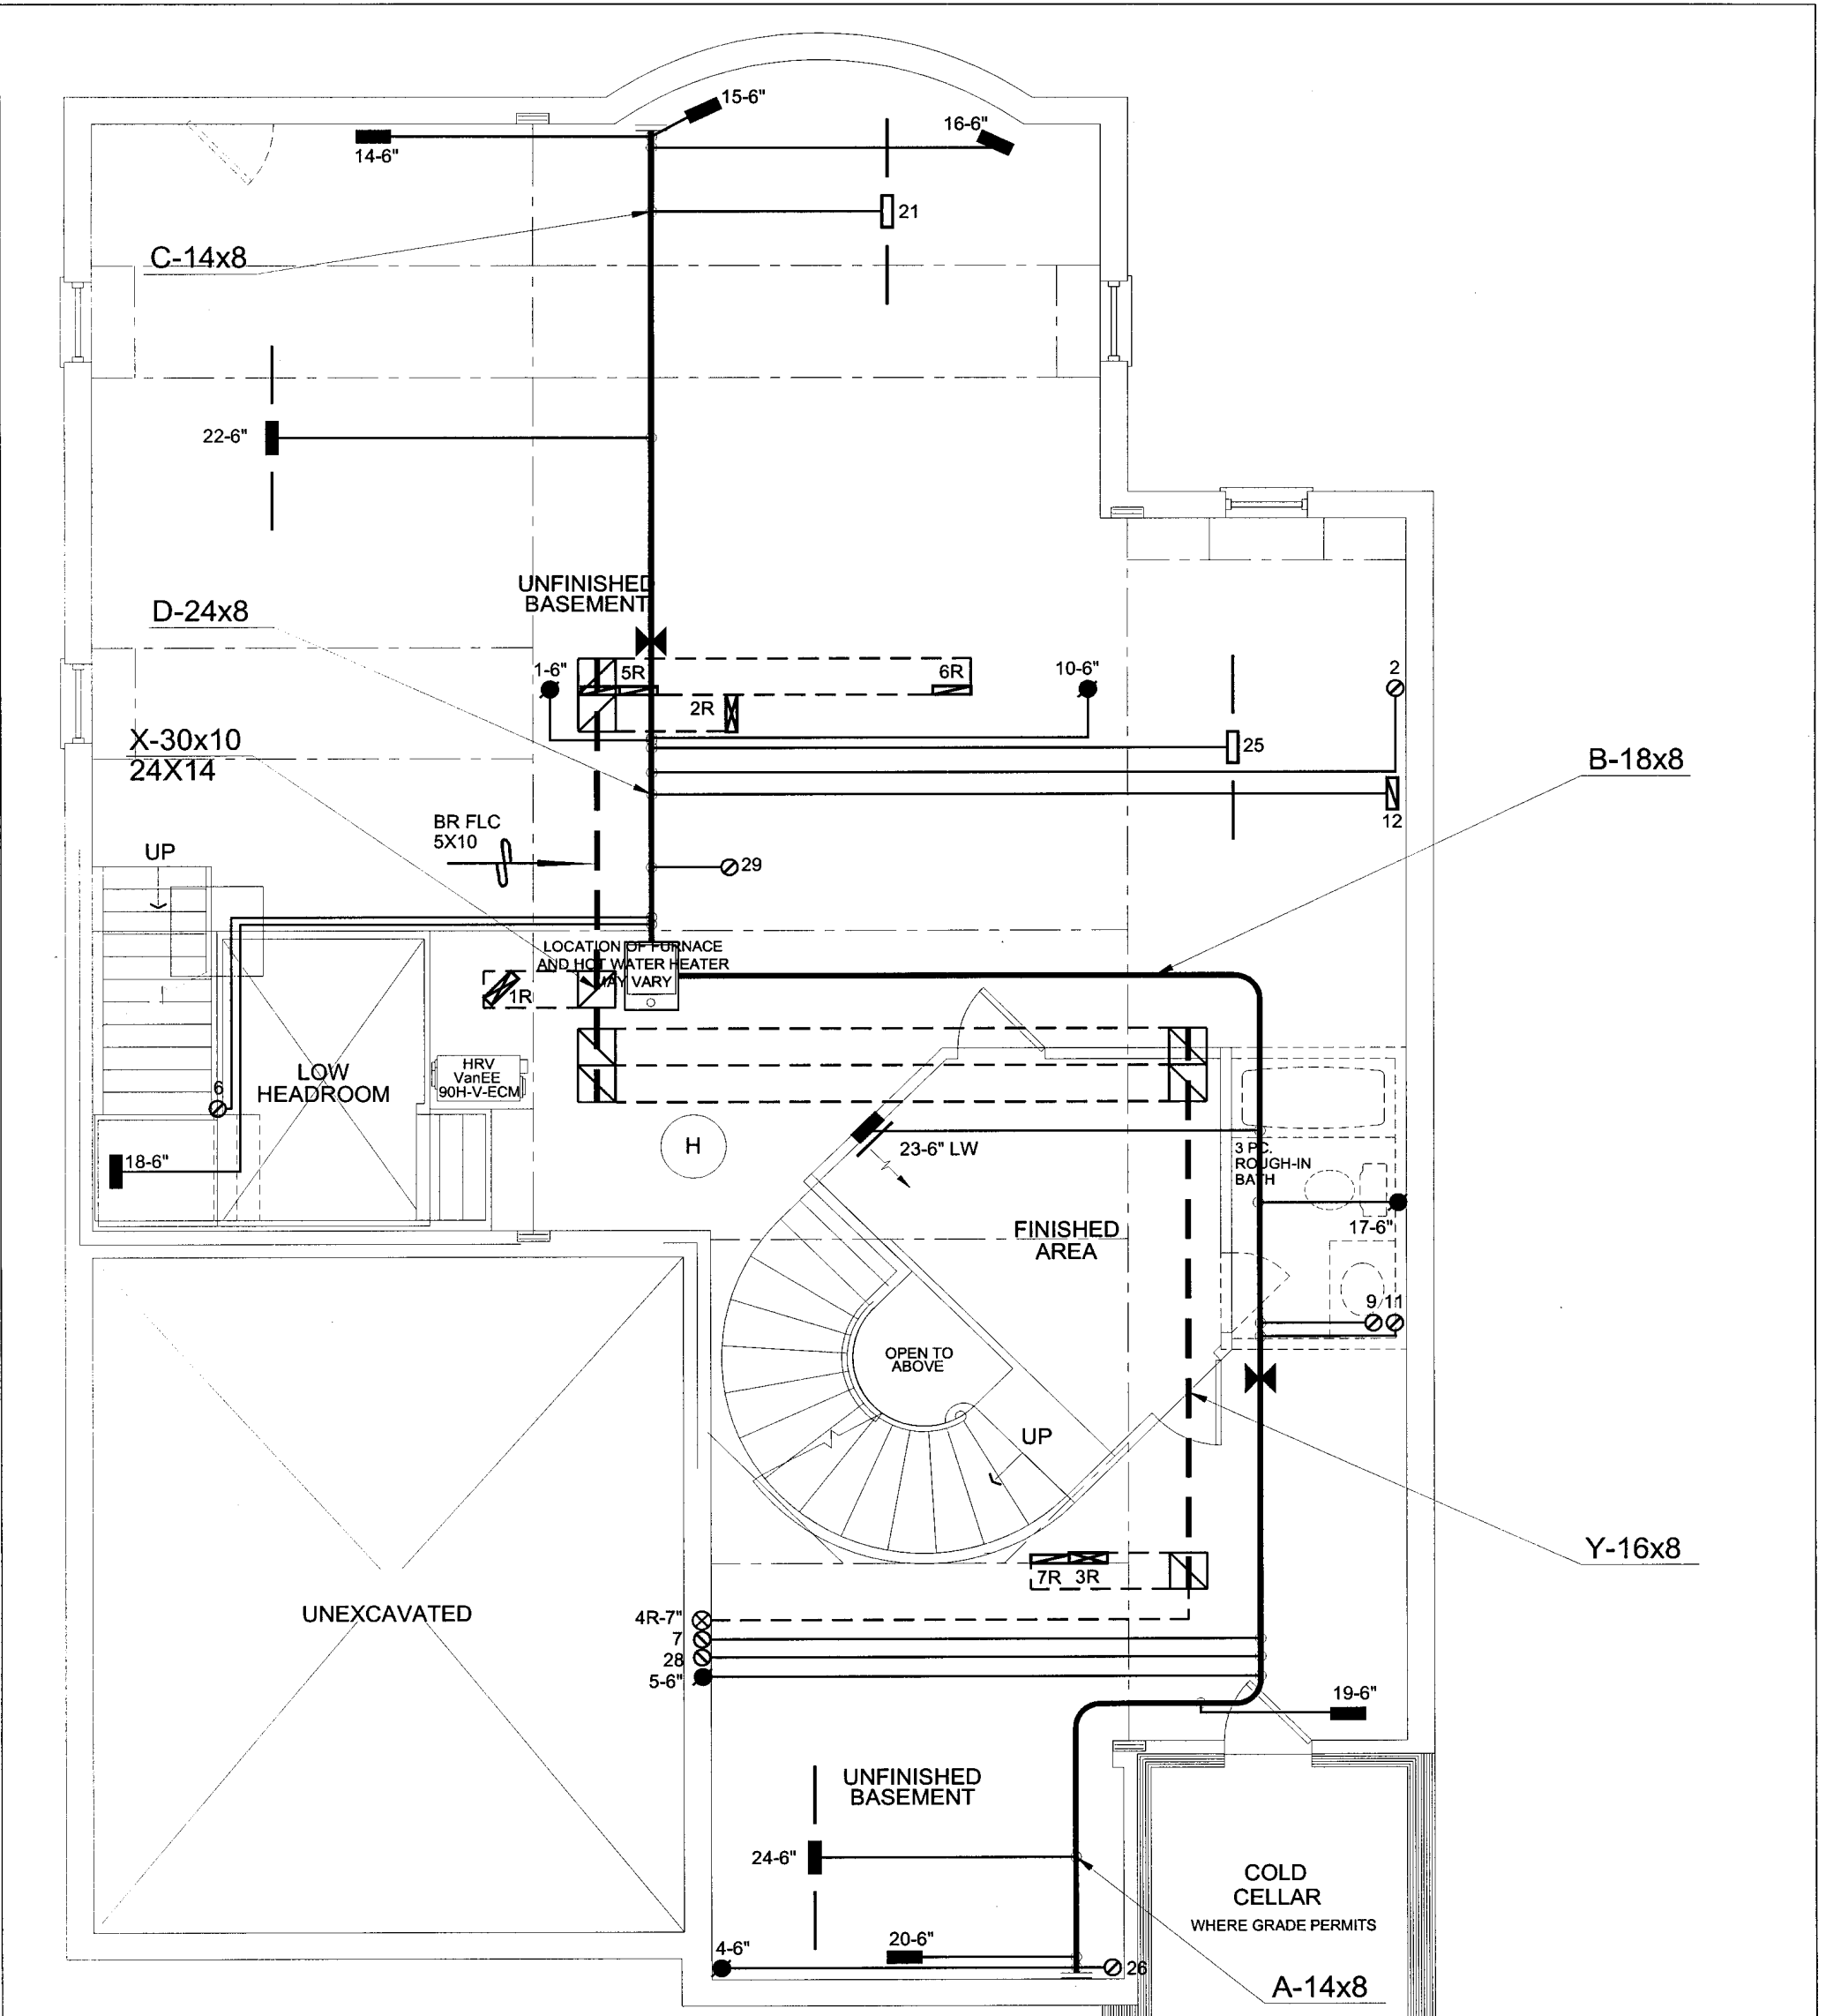 15-6"
16-6"
14-6"
21
C-14x8
22-6"
UNFINISHED
BASEMENT
D-24x8
1-6"
5R
6R
10-6"
2
2R
X-30x10
24X14
25
B-18x8
12
BR FLC
5X10
UP
29
LOCATION OF FURNACE
AND HOT WATER HEATER
MAY VARY
1R
HRV
VanEE
90H-V-ECM
LOW
HEADROOM
6
H
23-6" LW
3 PC.
ROUGH-IN
BATH
18-6"
17-6"
FINISHED
AREA
9 11
OPEN TO
ABOVE
UP
Y-16x8
7R 3R
UNEXCAVATED
4R-7"
7
28
5-6"
19-6"
UNFINISHED
BASEMENT
24-6"
COLD
CELLAR
WHERE GRADE PERMITS
20-6"
4-6"
26
A-14x8